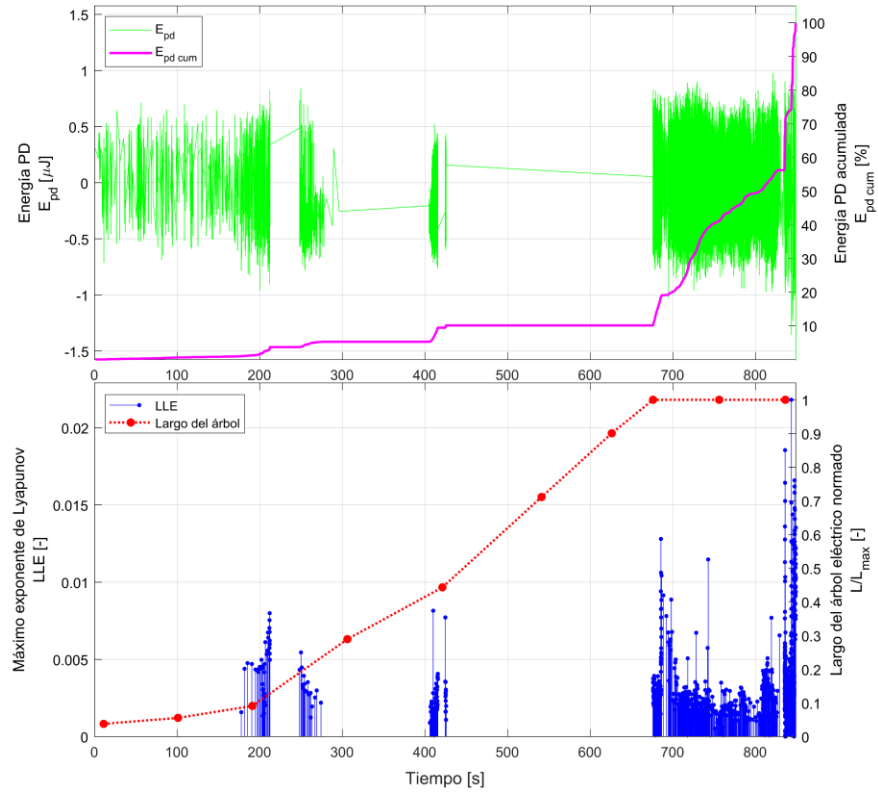 1.5
1
0.5
0
-0.5
-1
-1.5
Energía PD
E_pd [µJ]
E_pd
E_pd cum
100
90
80
70
60
50
40
30
20
10
Energía PD acumulada
E_pd cum [%]
0 100 200 300 400 500 600 700 800
0.02
0.015
0.01
0.005
0
Máximo exponente de Lyapunov
LLE [-]
LLE
Largo del árbol
1
0.9
0.8
0.7
0.6
0.5
0.4
0.3
0.2
0.1
0
Largo del árbol eléctrico normado
L/L_max [-]
0 100 200 300 400 500 600 700 800
Tiempo [s]